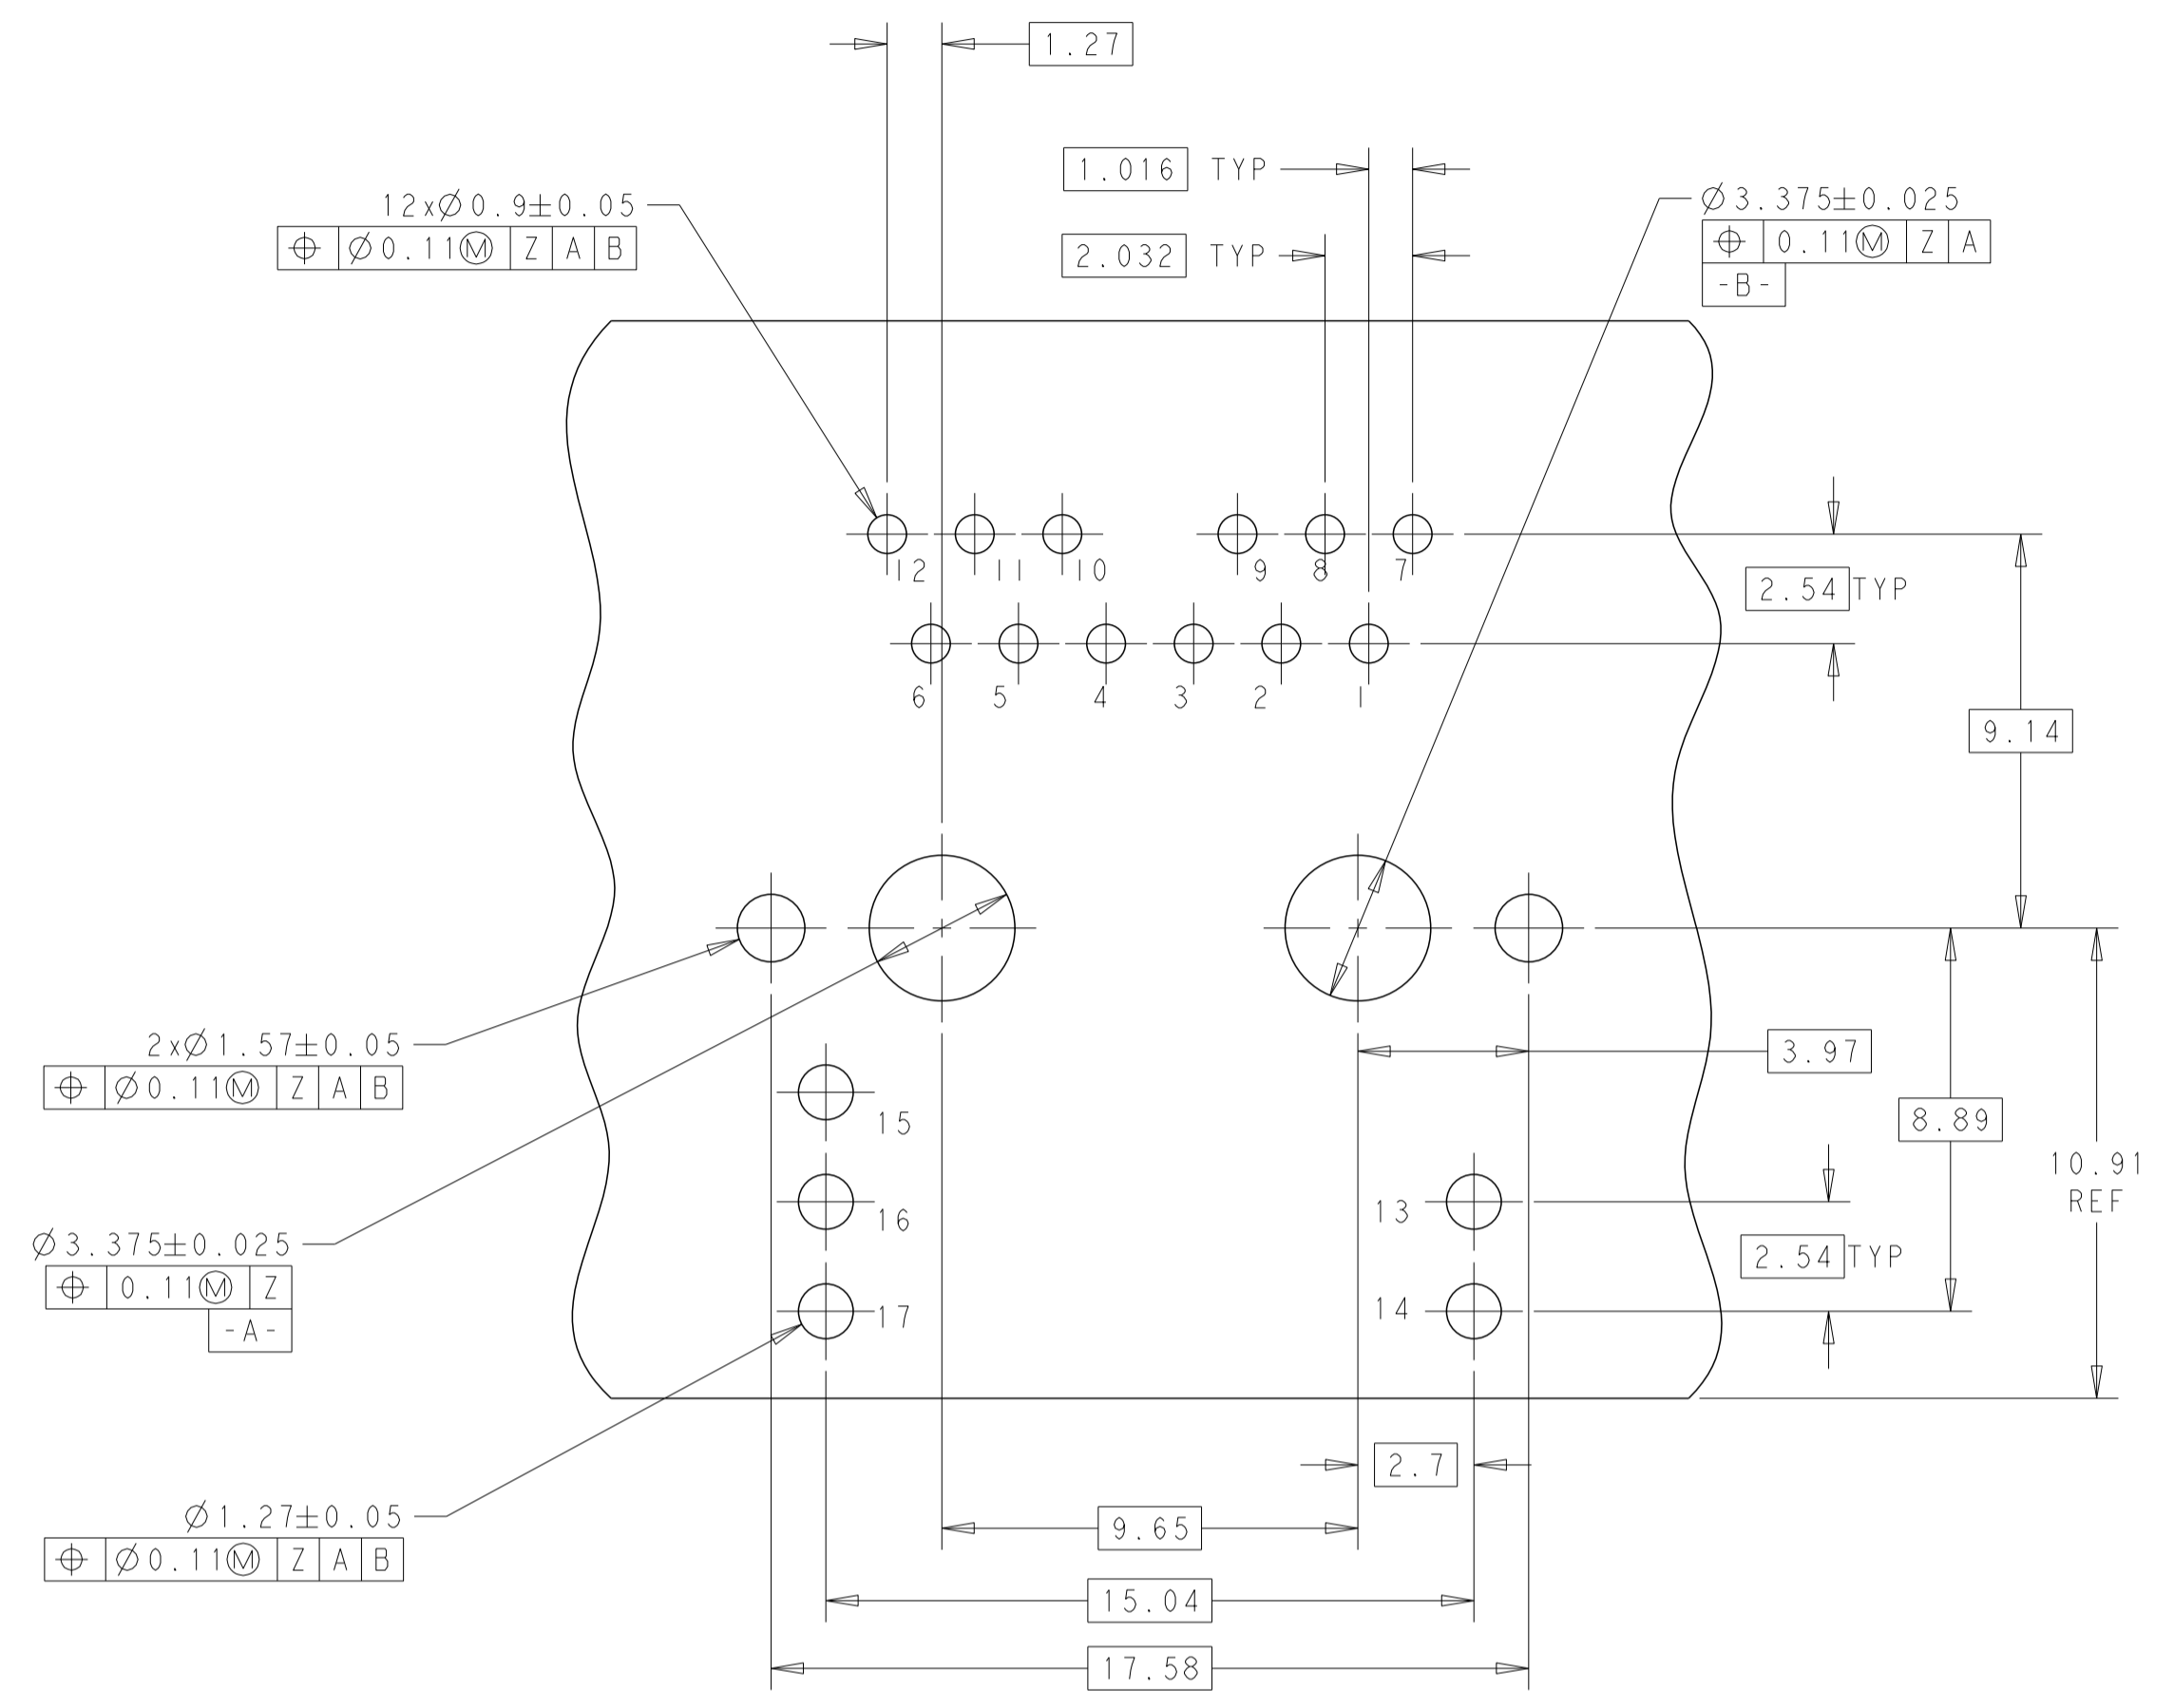 1.27
1.016 TYP
12xØ0.9±0.05
⌖ Ø0.11Ⓜ Z A B
2.032 TYP
Ø3.375±0.025
⌖ 0.11Ⓜ Z A
-B-
12 11 10 9 8 7
2.54 TYP
6 5 4 3 2 1
9.14
2xØ1.57±0.05
⌖ Ø0.11Ⓜ Z A B
3.97
15
8.89
10.91
REF
16
13
Ø3.375±0.025
⌖ 0.11Ⓜ Z
-A-
2.54 TYP
17
14
2.7
Ø1.27±0.05
⌖ Ø0.11Ⓜ Z A B
9.65
15.04
17.58